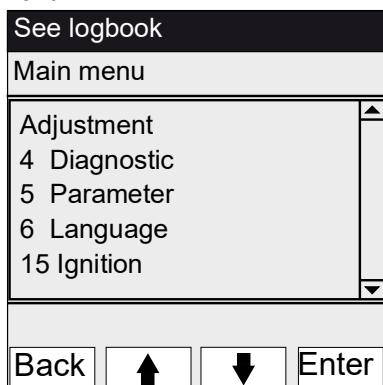 See logbook
Main menu
Adjustment
4 Diagnostic
5 Parameter
6 Language
15 Ignition
Back Enter